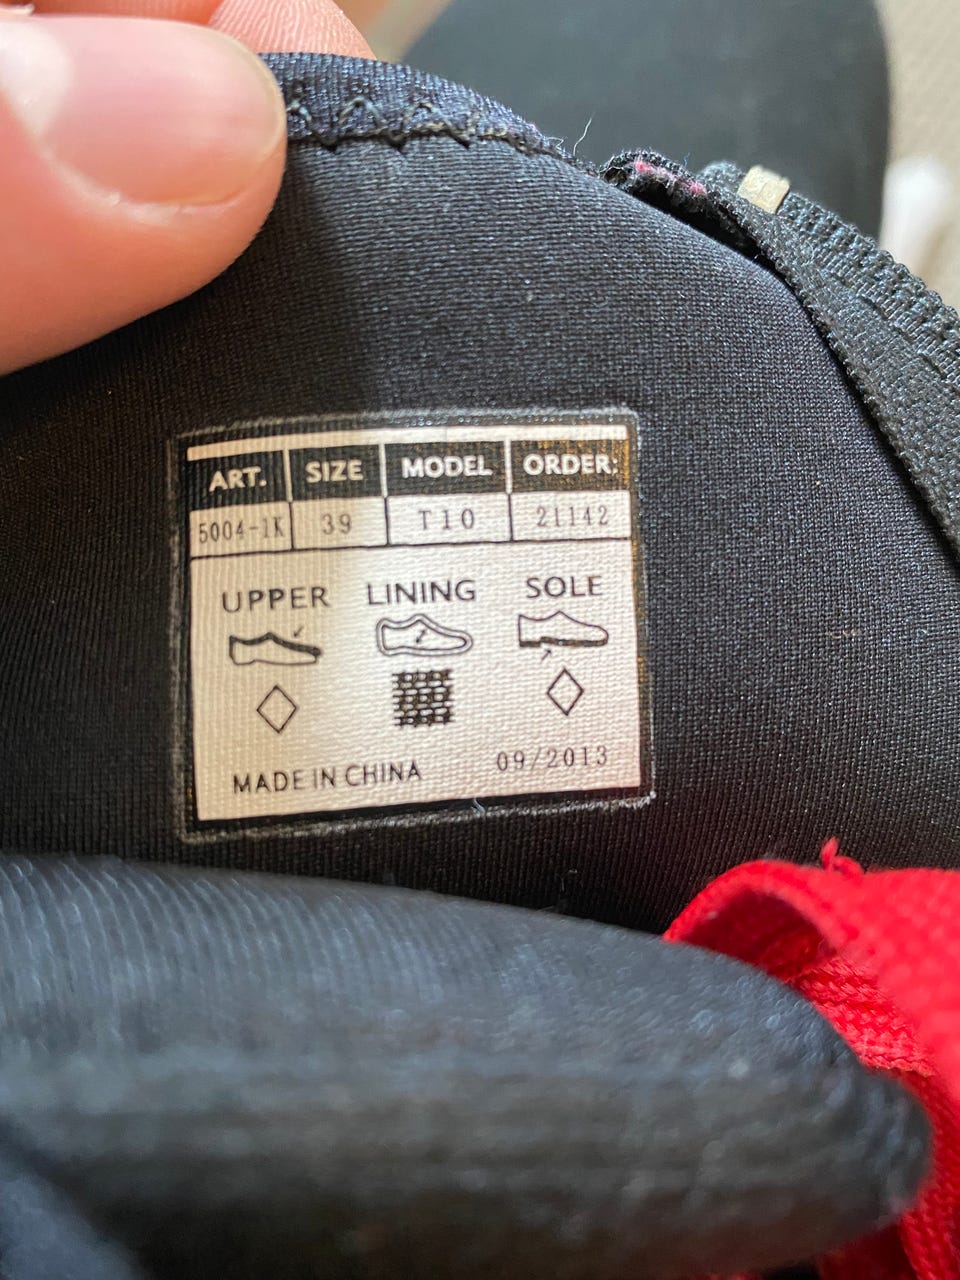 ART. SIZE MODEL ORDER:
5004-1K 39 T10 21142
UPPER LINING SOLE
MADE IN CHINA 09/2013